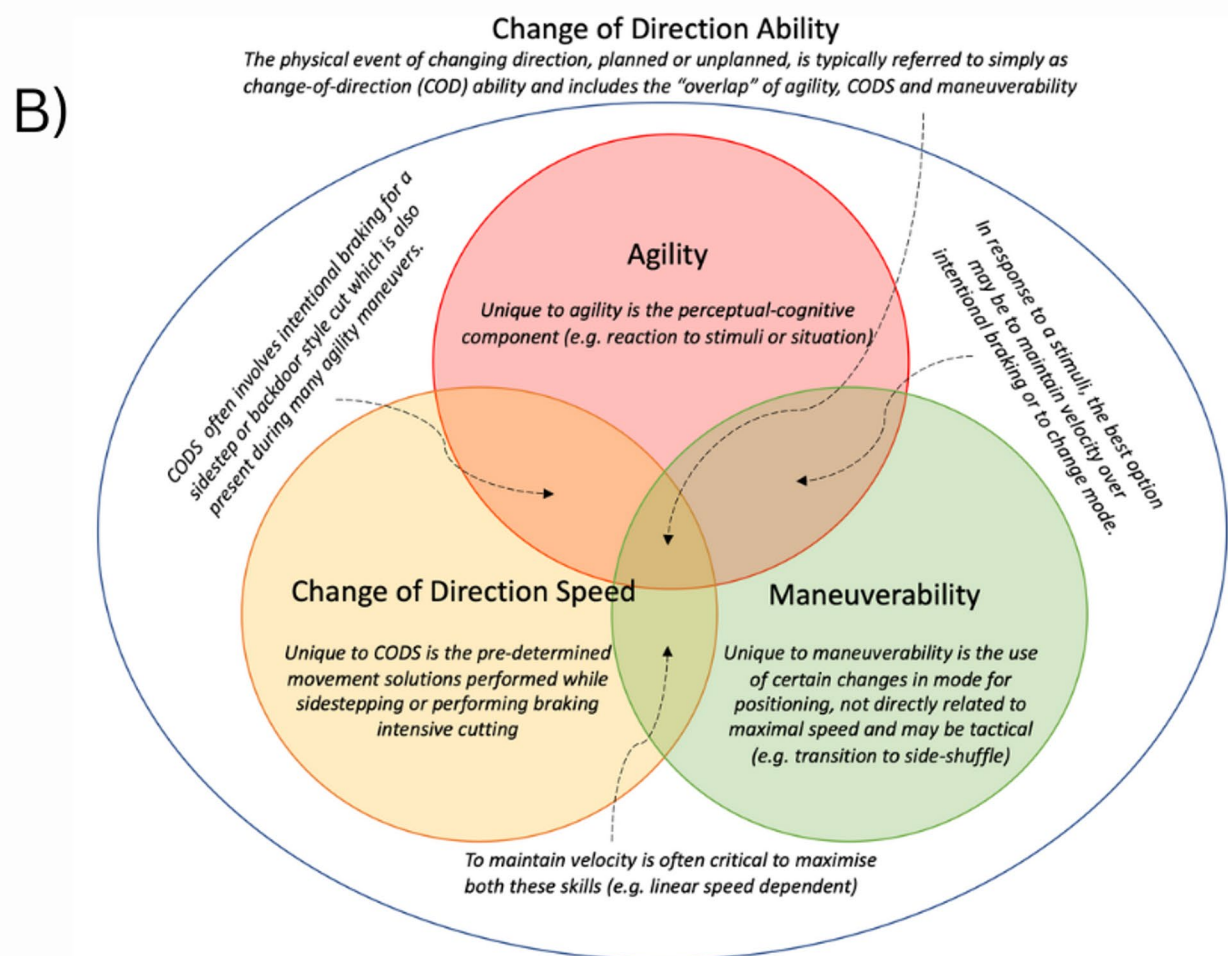 Change of Direction Ability
The physical event of changing direction, planned or unplanned, is typically referred to simply as
change-of-direction (COD) ability and includes the “overlap” of agility, CODS and maneuverability
B)
CODS often involves intentional braking for a
sidestep or backdoor style cut which is also
present during many agility maneuvers.
In response to a stimuli, the best option
may be to maintain velocity over
intentional braking or to change mode.
Agility
Unique to agility is the perceptual-cognitive
component (e.g. reaction to stimuli or situation)
Change of Direction Speed
Unique to CODS is the pre-determined
movement solutions performed while
sidestepping or performing braking
intensive cutting
Maneuverability
Unique to maneuverability is the use
of certain changes in mode for
positioning, not directly related to
maximal speed and may be tactical
(e.g. transition to side-shuffle)
To maintain velocity is often critical to maximise
both these skills (e.g. linear speed dependent)